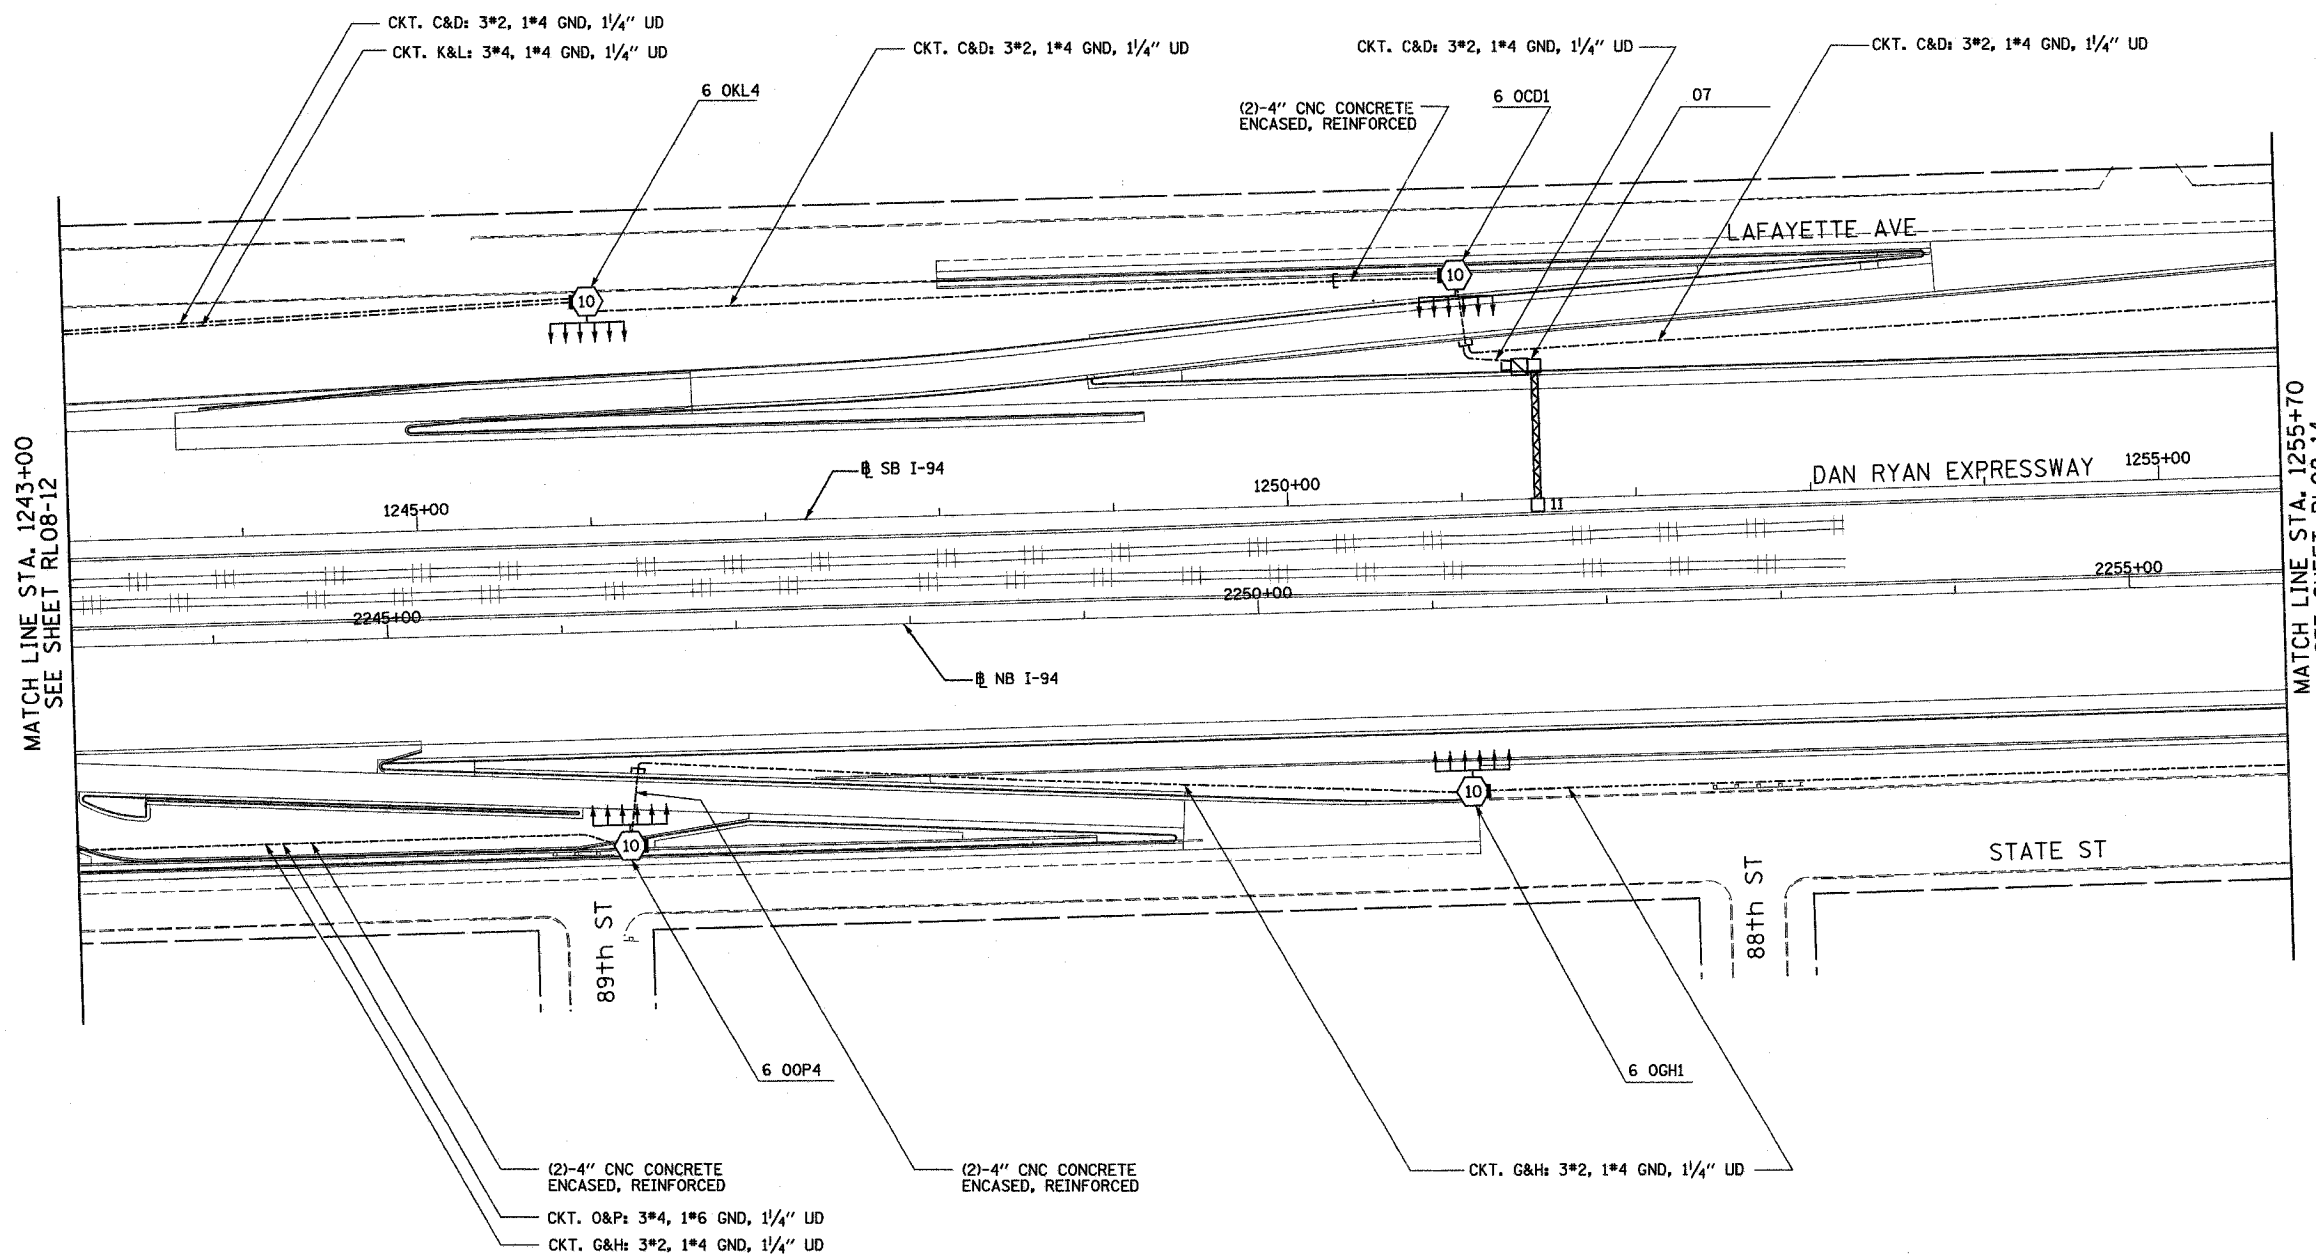 CKT. C&D: 3#2, 1#4 GND, 1¼" UD
CKT. K&L: 3#4, 1#4 GND, 1¼" UD
CKT. C&D: 3#2, 1#4 GND, 1¼" UD
CKT. C&D: 3#2, 1#4 GND, 1¼" UD
CKT. C&D: 3#2, 1#4 GND, 1¼" UD
6 OKL4
(2)-4" CNC CONCRETE
ENCASED, REINFORCED
6 OCD1
07
LAFAYETTE AVE
10
10
MATCH LINE STA. 1243+00
SEE SHEET RL08-12
℄ SB I-94
DAN RYAN EXPRESSWAY
1245+00
1250+00
1255+00
11
2245+00
2250+00
2255+00
℄ NB I-94
MATCH LINE STA. 1255+70
10
10
STATE ST
89th ST
88th ST
6 OOP4
6 OGH1
(2)-4" CNC CONCRETE
ENCASED, REINFORCED
(2)-4" CNC CONCRETE
ENCASED, REINFORCED
CKT. G&H: 3#2, 1#4 GND, 1¼" UD
CKT. O&P: 3#4, 1#6 GND, 1¼" UD
CKT. G&H: 3#2, 1#4 GND, 1¼" UD